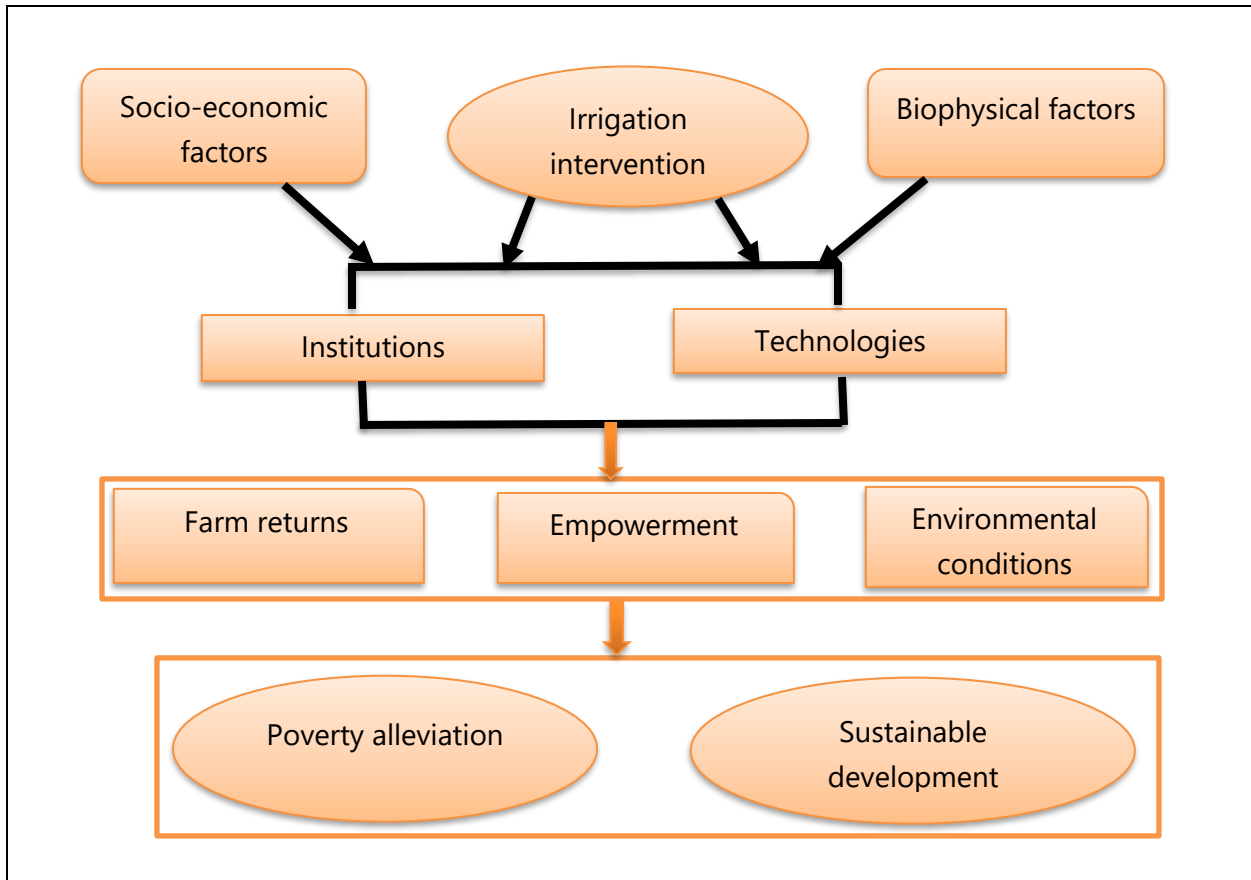 Socio-economic
factors
Irrigation
intervention
Biophysical factors
Institutions
Technologies
Farm returns
Empowerment
Environmental
conditions
Poverty alleviation
Sustainable
development